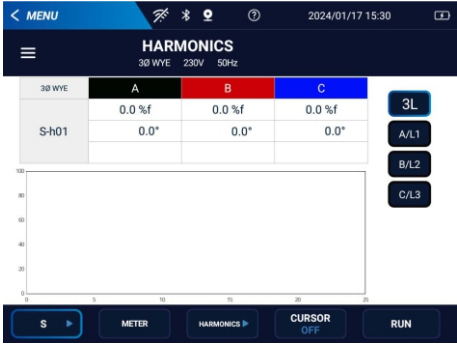 < MENU 2024/01/17 15:30
HARMONICS
3Ø WYE 230V 50Hz
3Ø WYE A B C
0.0 %f 0.0 %f 0.0 %f
S-h01 0.0° 0.0° 0.0°
3L
A/L1
B/L2
C/L3
100
80
60
40
20
0
0 5 10 15 20 25
S METER HARMONICS CURSOR RUN
OFF